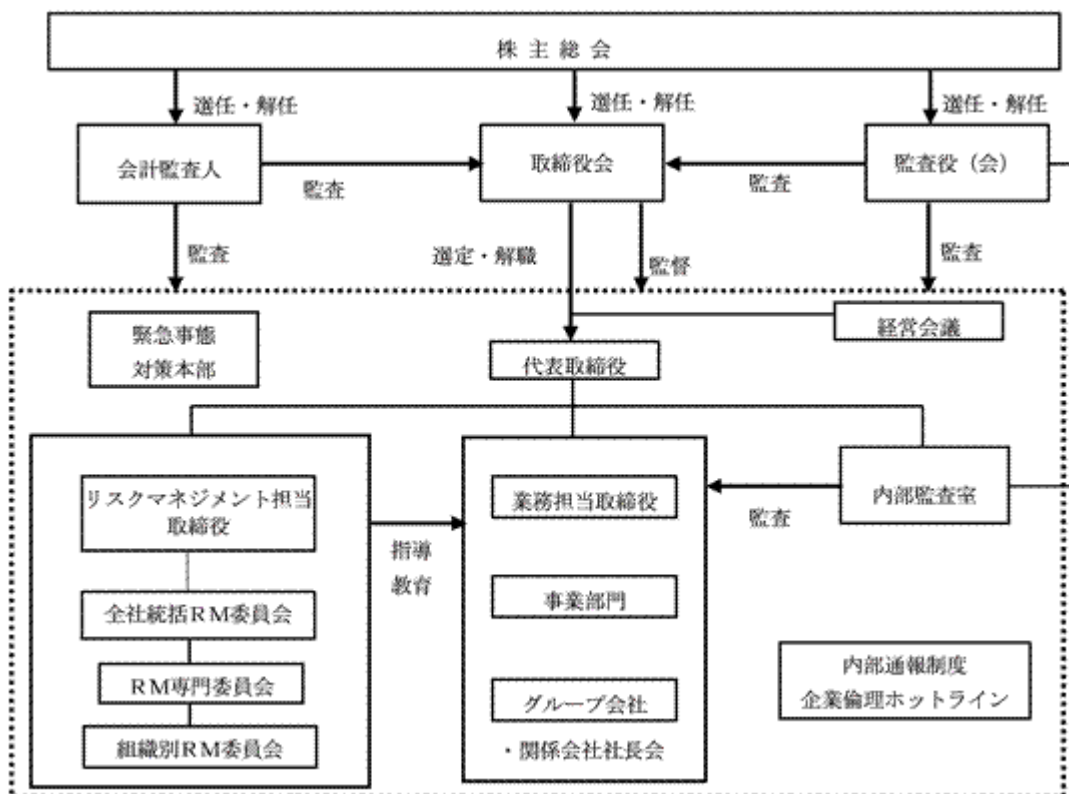 株主総会
選任・解任
選任・解任
選任・解任
会計監査人
取締役会
監査役（会）
監査
監査
監査
選定・解職
監督
監査
緊急事態
対策本部
経営会議
代表取締役
リスクマネジメント担当
取締役
業務担当取締役
内部監査室
監査
指導
教育
全社統括ＲＭ委員会
事業部門
ＲＭ専門委員会
内部通報制度
企業倫理ホットライン
グループ会社
組織別ＲＭ委員会
・関係会社社長会